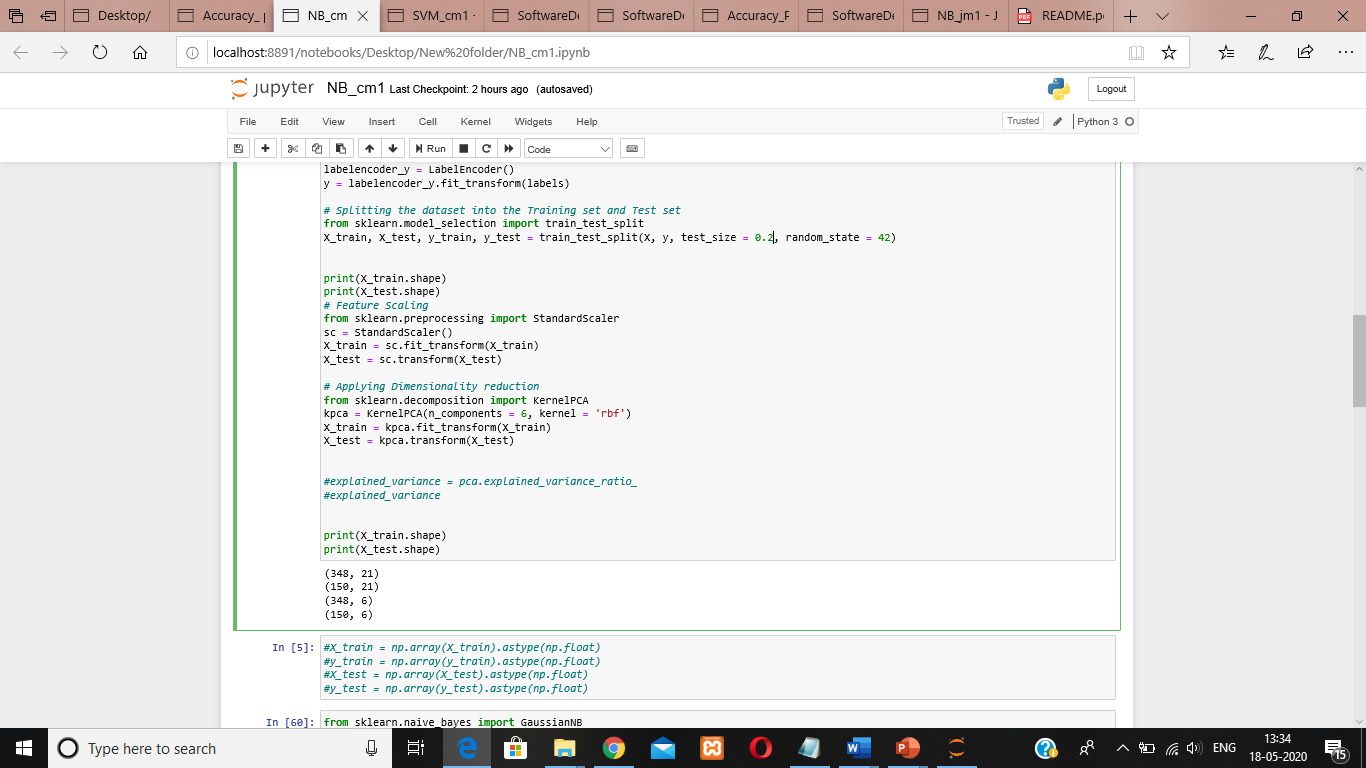 Desktop/
Accuracy_
NB_cm
SVM_cm1
SoftwareDe
SoftwareDe
Accuracy_F
SoftwareDe
NB_jm1 - J
PDF
README.p
localhost:8891/notebooks/Desktop/New%20folder/NB_cm1.ipynb
jupyter NB_cm1 Last Checkpoint: 2 hours ago (autosaved)
Logout
File Edit View Insert Cell Kernel Widgets Help
Trusted
Python 3
Run
Code
labelencoder_y = LabelEncoder()
y = labelencoder_y.fit_transform(labels)
# Splitting the dataset into the Training set and Test set
from sklearn.model_selection import train_test_split
X_train, X_test, y_train, y_test = train_test_split(X, y, test_size = 0.2, random_state = 42)
print(X_train.shape)
print(X_test.shape)
# Feature Scaling
from sklearn.preprocessing import StandardScaler
sc = StandardScaler()
X_train = sc.fit_transform(X_train)
X_test = sc.transform(X_test)
# Applying Dimensionality reduction
from sklearn.decomposition import KernelPCA
kpca = KernelPCA(n_components = 6, kernel = 'rbf')
X_train = kpca.fit_transform(X_train)
X_test = kpca.transform(X_test)
#explained_variance = pca.explained_variance_ratio_
#explained_variance
print(X_train.shape)
print(X_test.shape)
(348, 21)
(150, 21)
(348, 6)
(150, 6)
In [5]:
#X_train = np.array(X_train).astype(np.float)
#y_train = np.array(y_train).astype(np.float)
#X_test = np.array(X_test).astype(np.float)
#y_test = np.array(y_test).astype(np.float)
In [60]:
from sklearn.naive_bayes import GaussianNB
Type here to search
ENG
13:34
18-05-2020
15